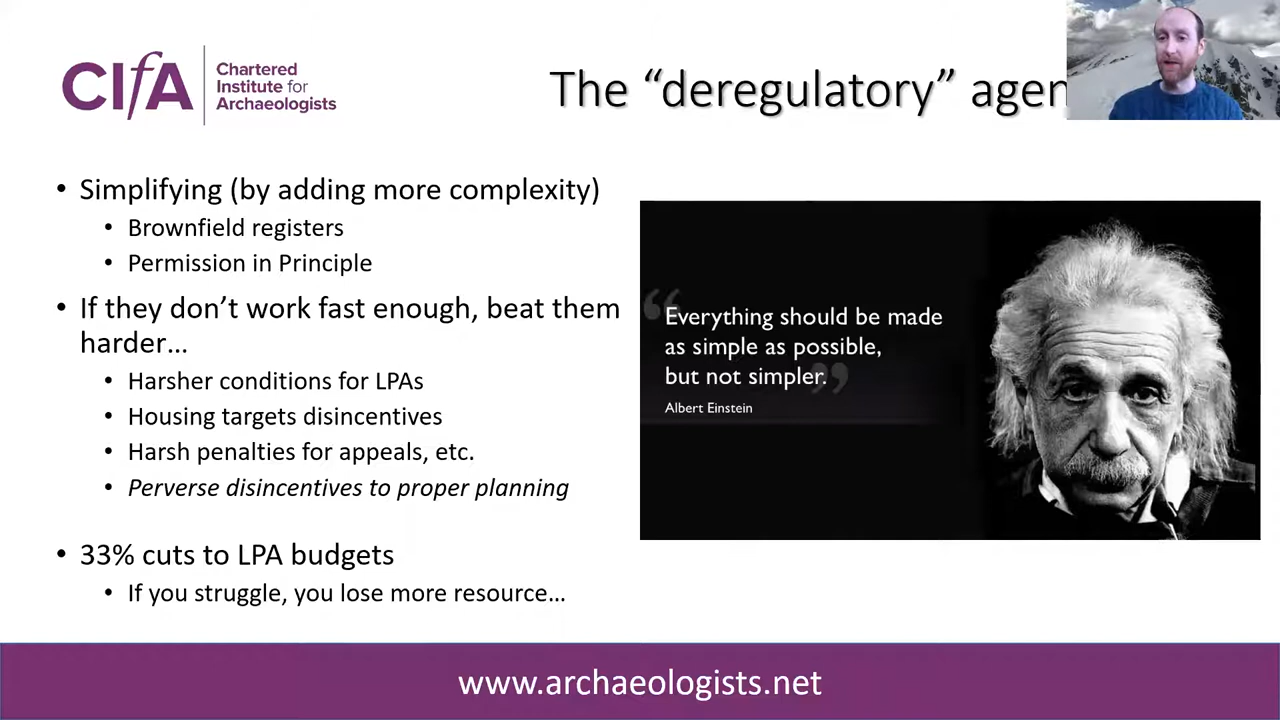 CIfA
Chartered
Institute for
Archaeologists
The “deregulatory” agen
• Simplifying (by adding more complexity)
• Brownfield registers
• Permission in Principle
• If they don’t work fast enough, beat them
harder…
• Harsher conditions for LPAs
• Housing targets disincentives
• Harsh penalties for appeals, etc.
• Perverse disincentives to proper planning
• 33% cuts to LPA budgets
• If you struggle, you lose more resource…
“Everything should be made
as simple as possible,
but not simpler.”
Albert Einstein
www.archaeologists.net